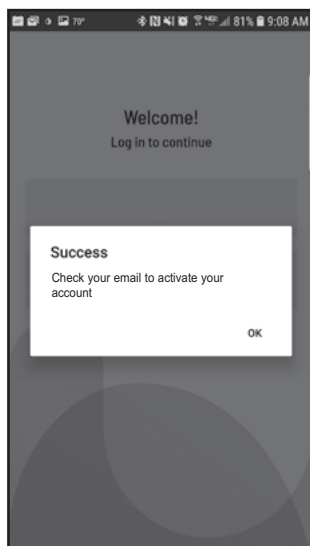 70° 81% 9:08 AM
Welcome!
Log in to continue
Success
Check your email to activate your
account
OK